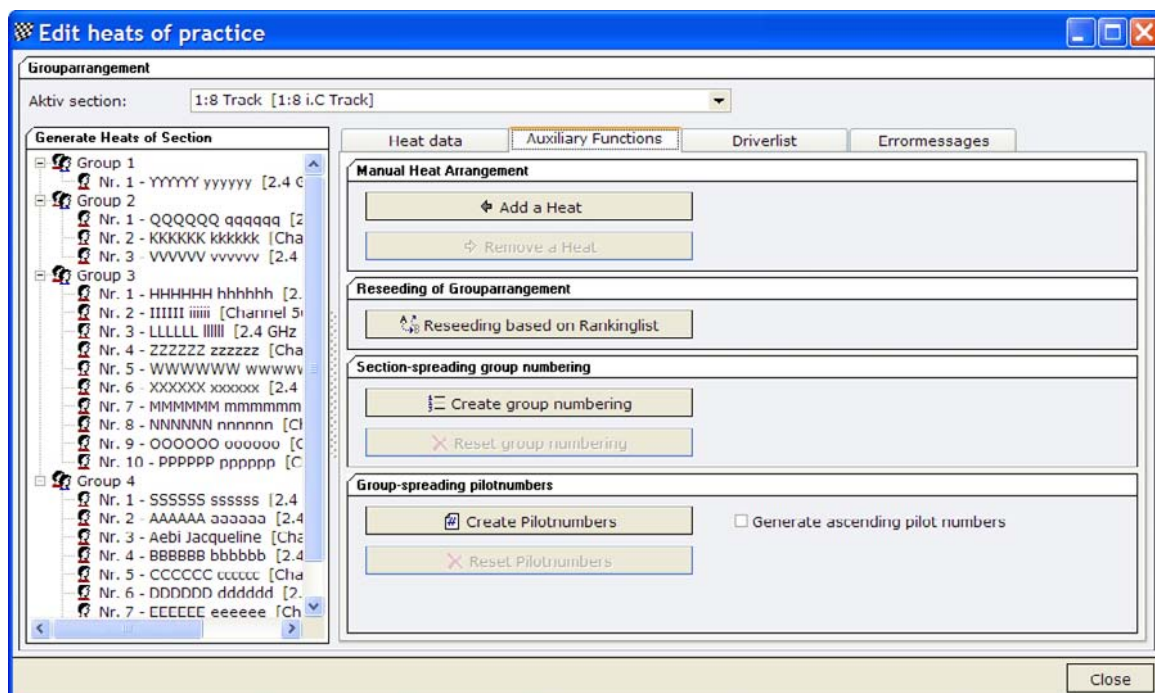 Edit heats of practice
Grouparrangement
Aktiv section:
1:8 Track [1:8 i.C Track]
Generate Heats of Section
Group 1
Nr. 1 - YYYYYY yyyyyy [2.4 G
Group 2
Nr. 1 - QQQQQQ qqqqqq [2
Nr. 2 - KKKKKK kkkkkk [Cha
Nr. 3 - VVVVVV vvvvvv [2.4
Group 3
Nr. 1 - HHHHHH hhhhhh [2.
Nr. 2 - IIIIII iiiiii [Channel 5
Nr. 3 - LLLLLL llllll [2.4 GHz
Nr. 4 - ZZZZZZ zzzzzz [Cha
Nr. 5 - WWWWWW wwwwv
Nr. 6 - XXXXXX xxxxxx [2.4
Nr. 7 - MMMMMM mmmmmm
Nr. 8 - NNNNNN nnnnnn [Cl
Nr. 9 - OOOOOO oooooo [C
Nr. 10 - PPPPPP pppppp [C
Group 4
Nr. 1 - SSSSSS ssssss [2.4
Nr. 2 - AAAAAA aaaaaa [2.4
Nr. 3 - Aebi Jacqueline [Cha
Nr. 4 - BBBBBB bbbbbb [2.4
Nr. 5 - CCCCCC cccccc [Cha
Nr. 6 - DDDDDD dddddd [2.
Nr. 7 - EEEEEE eeeeee [Ch
Heat data
Auxiliary Functions
Driverlist
Errormessages
Manual Heat Arrangement
Add a Heat
Remove a Heat
Reseeding of Grouparrangement
Reseeding based on Rankinglist
Section-spreading group numbering
Create group numbering
Reset group numbering
Group-spreading pilotnumbers
Create Pilotnumbers
Generate ascending pilot numbers
Reset Pilotnumbers
Close